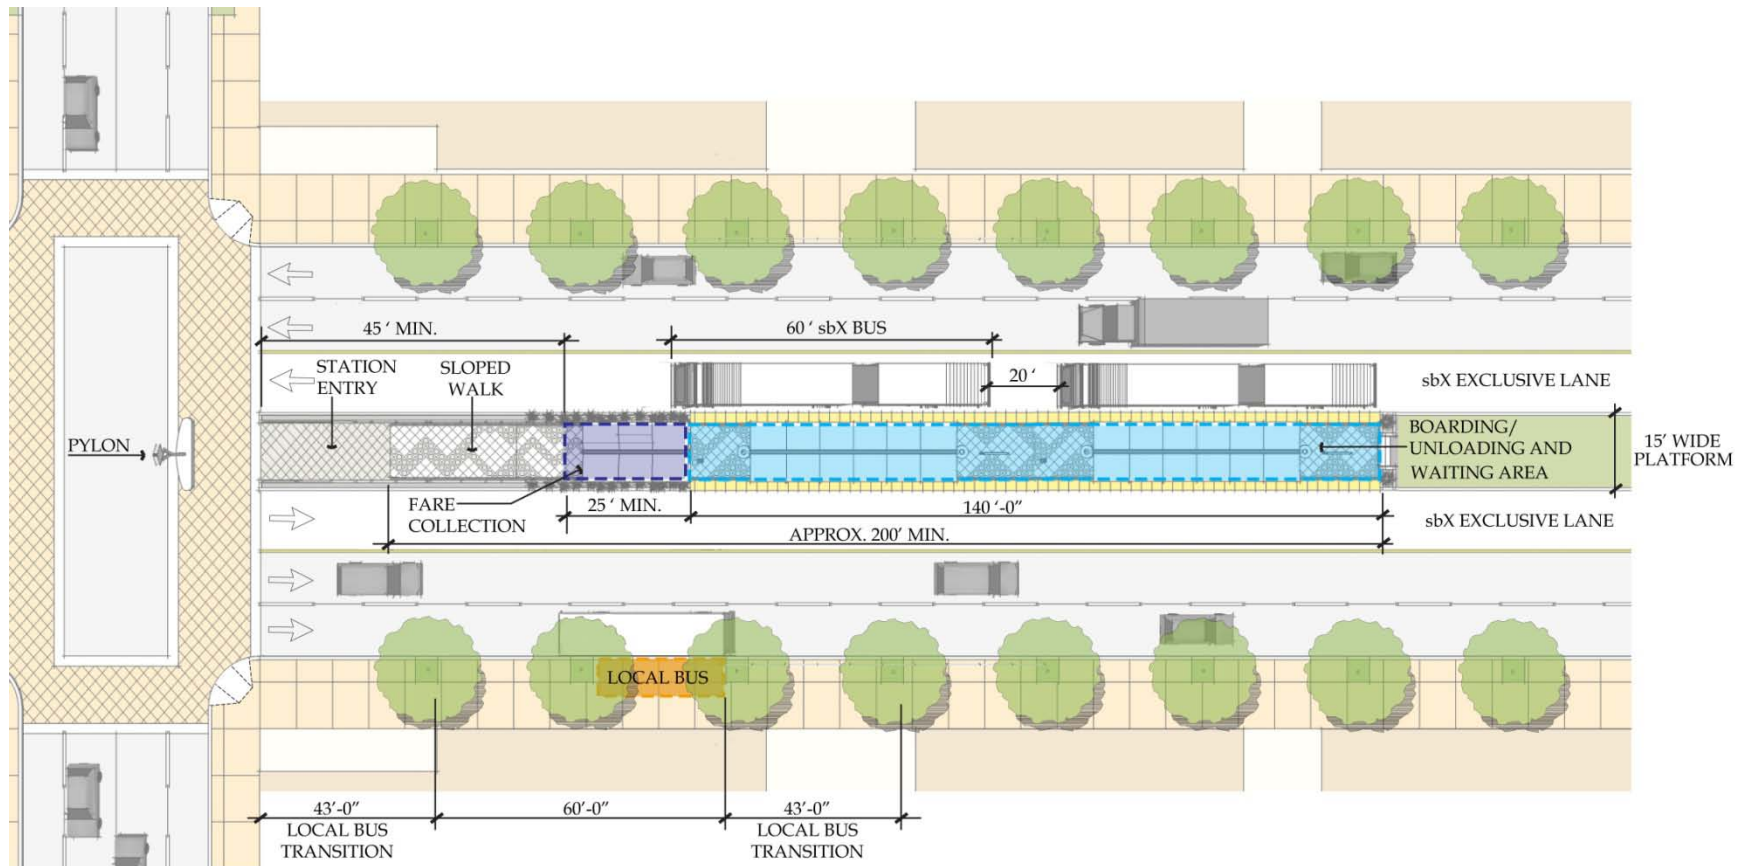 45 ‘ MIN.
60 ‘ sbX BUS
STATION
ENTRY
SLOPED
WALK
20 ‘
sbX EXCLUSIVE LANE
PYLON
BOARDING/
UNLOADING AND
WAITING AREA
15’ WIDE
PLATFORM
FARE
COLLECTION
25 ‘ MIN.
140 ‘-0”
sbX EXCLUSIVE LANE
APPROX. 200’ MIN.
LOCAL BUS
43’-0”
LOCAL BUS
TRANSITION
60’-0”
43’-0”
LOCAL BUS
TRANSITION